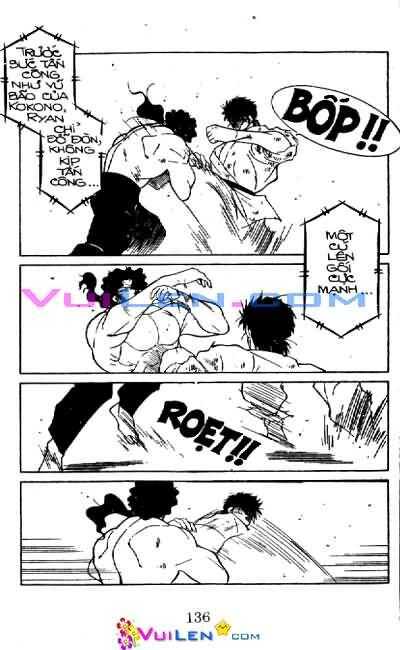 TRƯỚC
SỨC TẤN
CÔNG
NHƯ VŨ
BÃO CỦA
KOKONO,
RYAN
CHỈ
ĐỠ ĐÒN,
KHÔNG
KỊP
TẤN
CÔNG...
BỐP!!
MỘT
CÚ
LÊN
GỐI
CỰC
MẠNH...
VUILEN.COM
ROẸT!!
136
VUILEN.COM